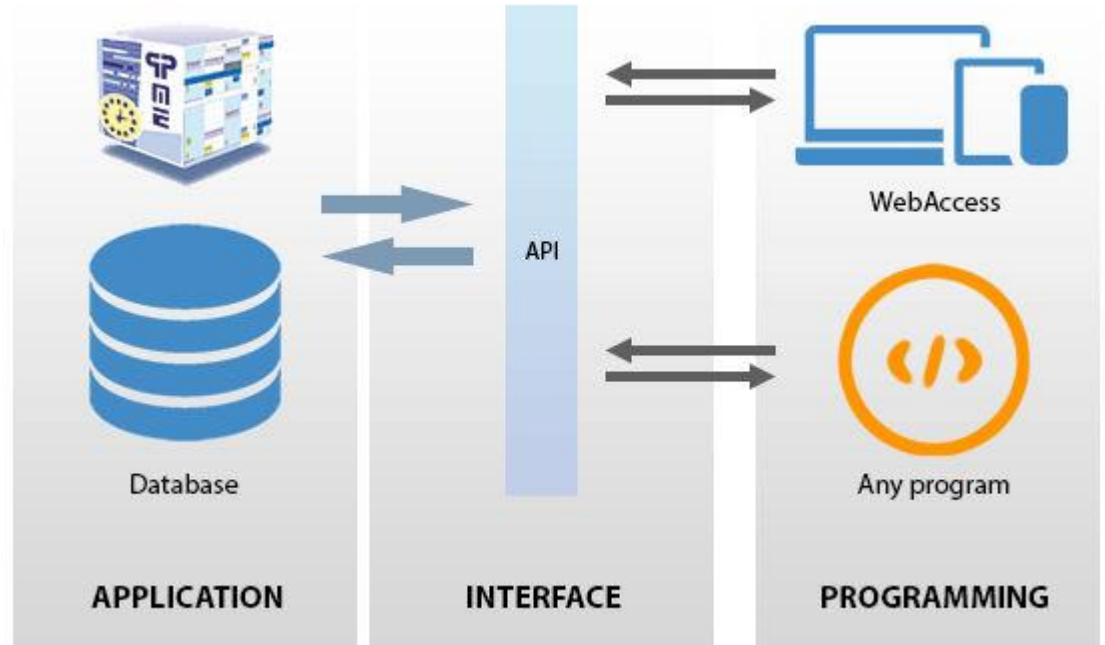 API
WebAccess
Database
Any program
APPLICATION
INTERFACE
PROGRAMMING